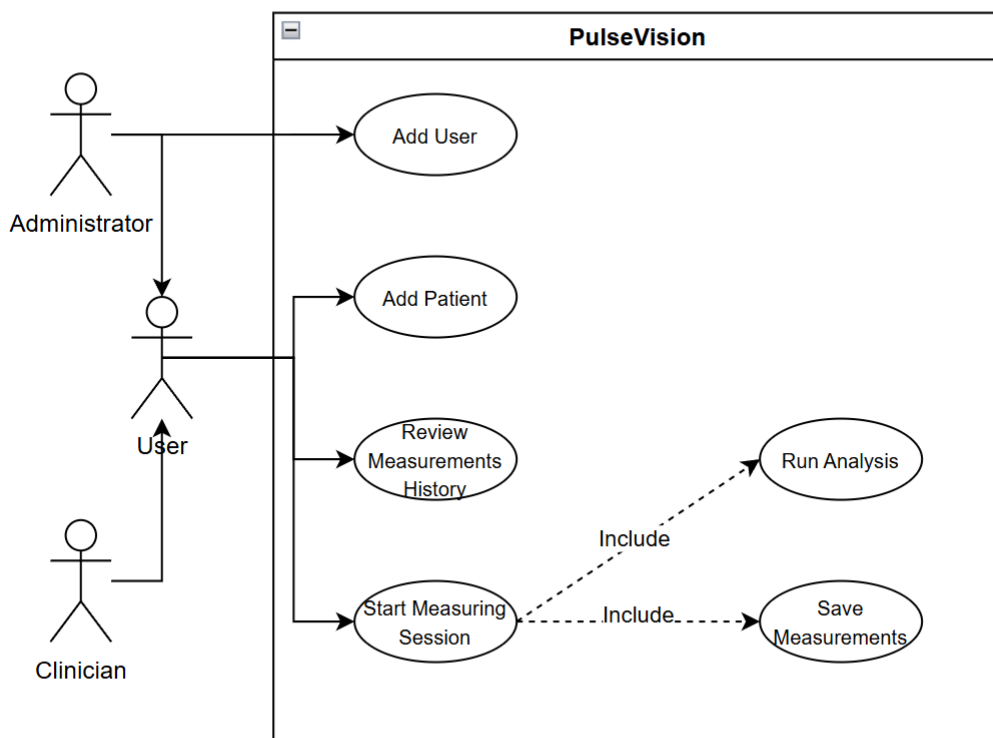 PulseVision
Administrator
Add User
User
Add Patient
Review
Measurements
History
Run Analysis
Include
Clinician
Start Measuring
Session
Include
Save
Measurements